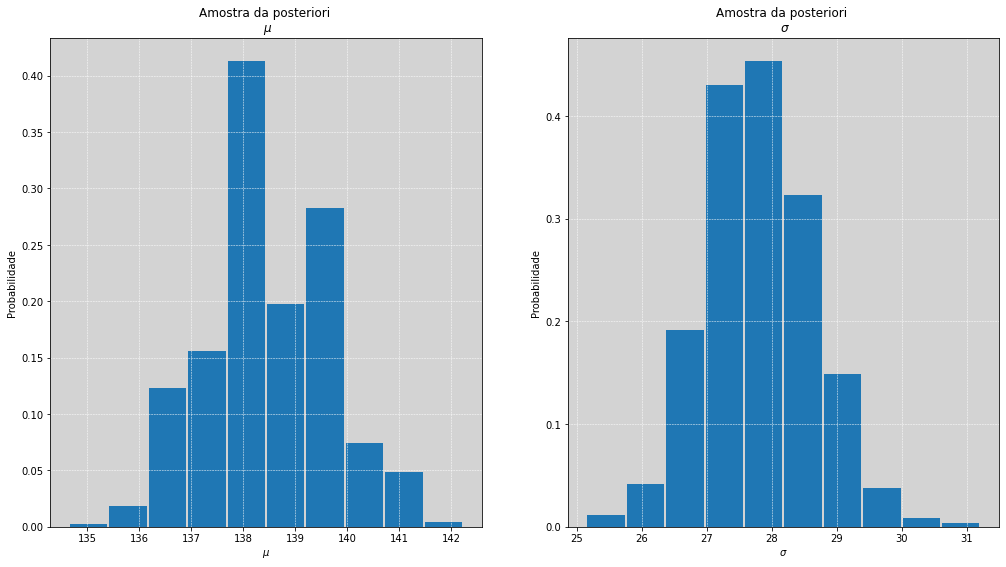 Amostra da posteriori
μ
0.40
0.35
0.30
0.25
0.20
0.15
0.10
0.05
0.00
Probabilidade
135 136 137 138 139 140 141 142
μ
Amostra da posteriori
σ
0.4
0.3
0.2
0.1
0.0
Probabilidade
25 26 27 28 29 30 31
σ